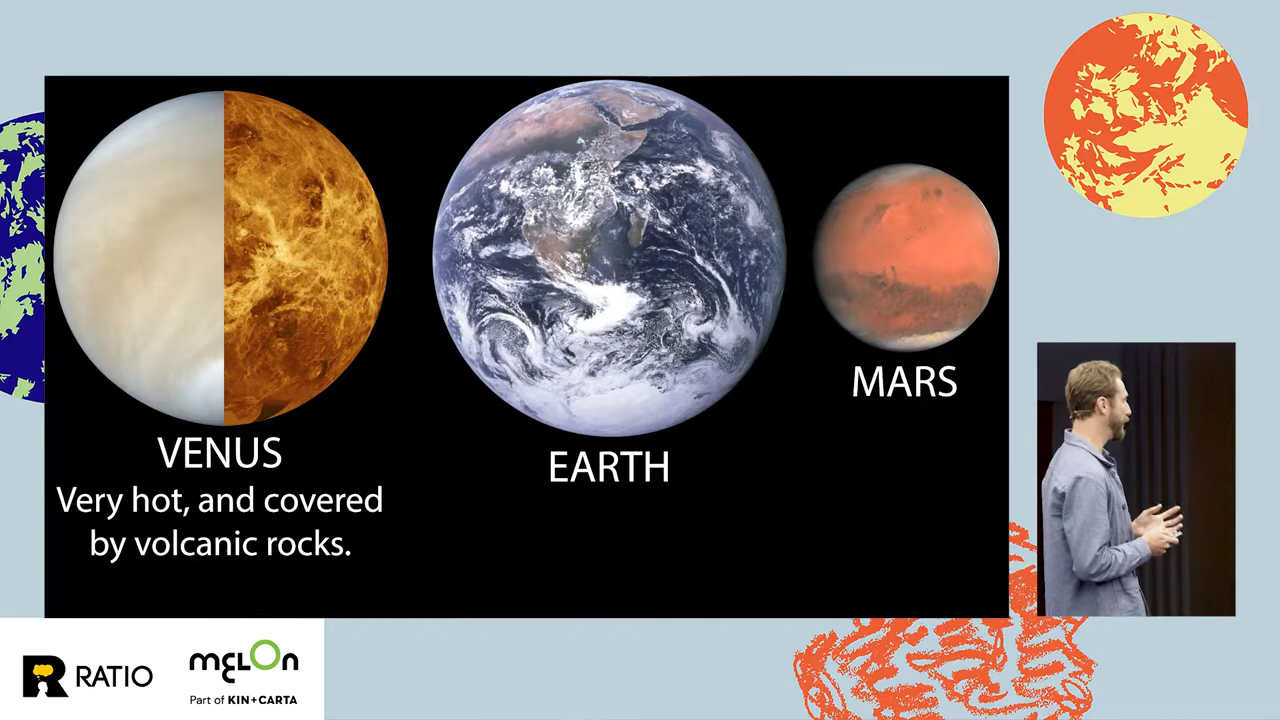 VENUS
Very hot, and covered
by volcanic rocks.
EARTH
MARS
RATIO
melon
Part of KIN+CARTA